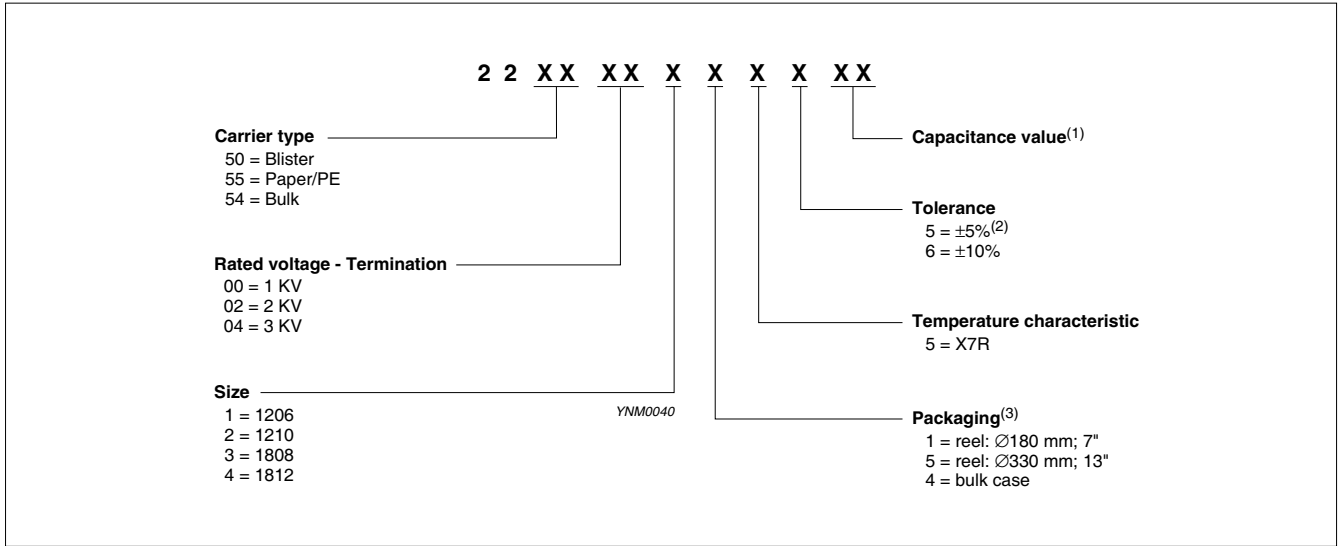 2 2 X X X X X X X X X X
Carrier type
50 = Blister
55 = Paper/PE
54 = Bulk
Rated voltage - Termination
00 = 1 KV
02 = 2 KV
04 = 3 KV
Size
1 = 1206
2 = 1210
3 = 1808
4 = 1812
YNM0040
Capacitance value(1)
Tolerance
5 = ±5%(2)
6 = ±10%
Temperature characteristic
5 = X7R
Packaging(3)
1 = reel: ∅180 mm; 7"
5 = reel: ∅330 mm; 13"
4 = bulk case